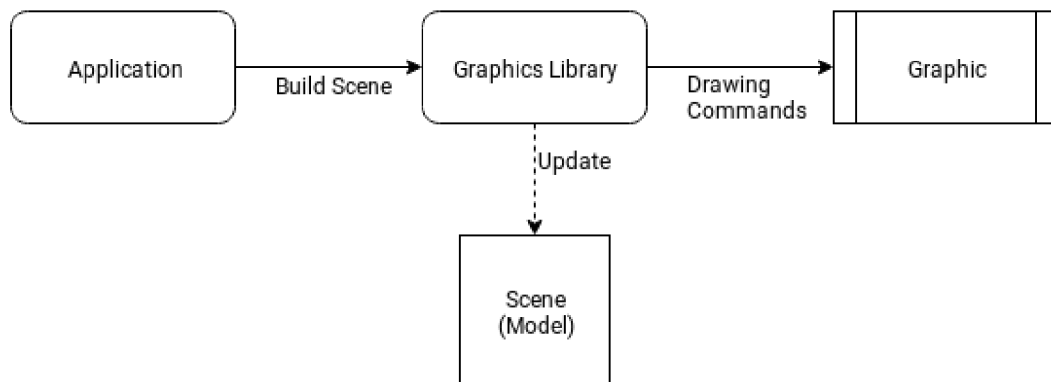 Application
Build Scene
Graphics Library
Drawing
Commands
Graphic
Update
Scene
(Model)